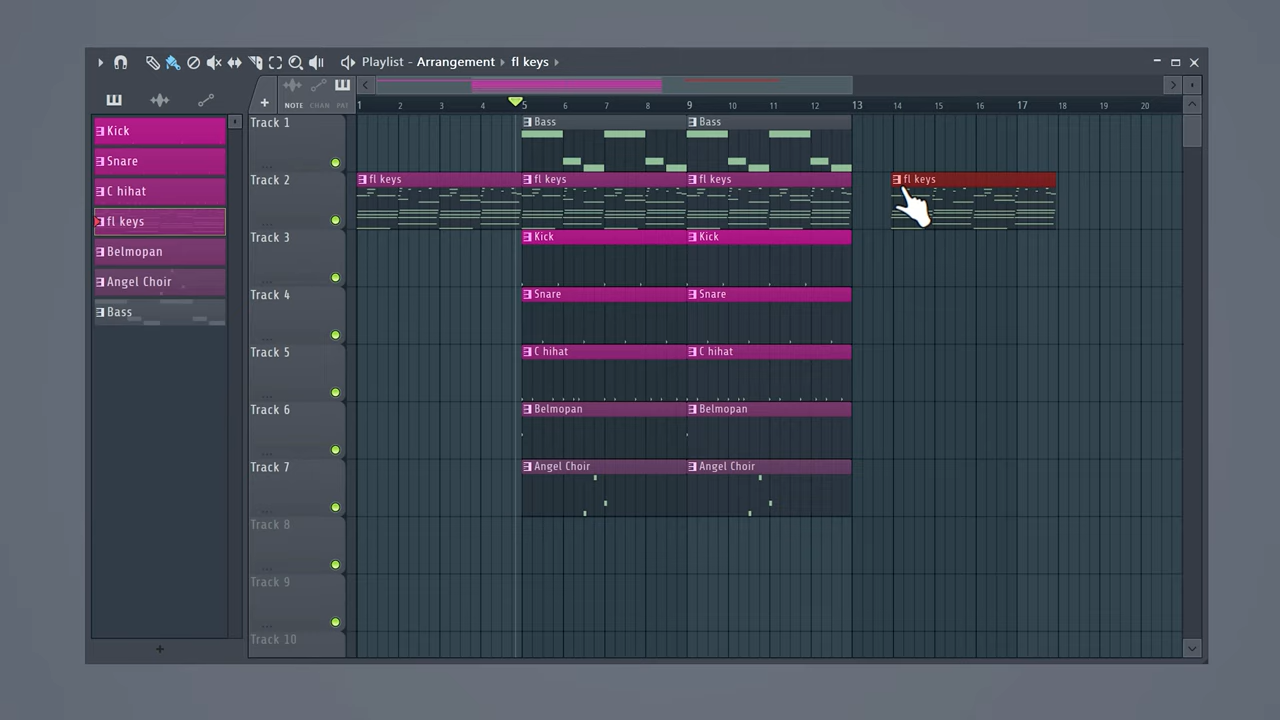 Playlist - Arrangement › fl keys ›
NOTE CHAN PAT
1 2 3 4 5 6 7 8 9 10 11 12 13 14 15 16 17 18 19 20
Kick
Snare
C hihat
fl keys
Belmopan
Angel Choir
Bass
Track 1
Bass Bass
Track 2
fl keys fl keys fl keys fl keys
Track 3
Kick Kick
Track 4
Snare Snare
Track 5
C hihat C hihat
Track 6
Belmopan Belmopan
Track 7
Angel Choir Angel Choir
Track 8
Track 9
Track 10